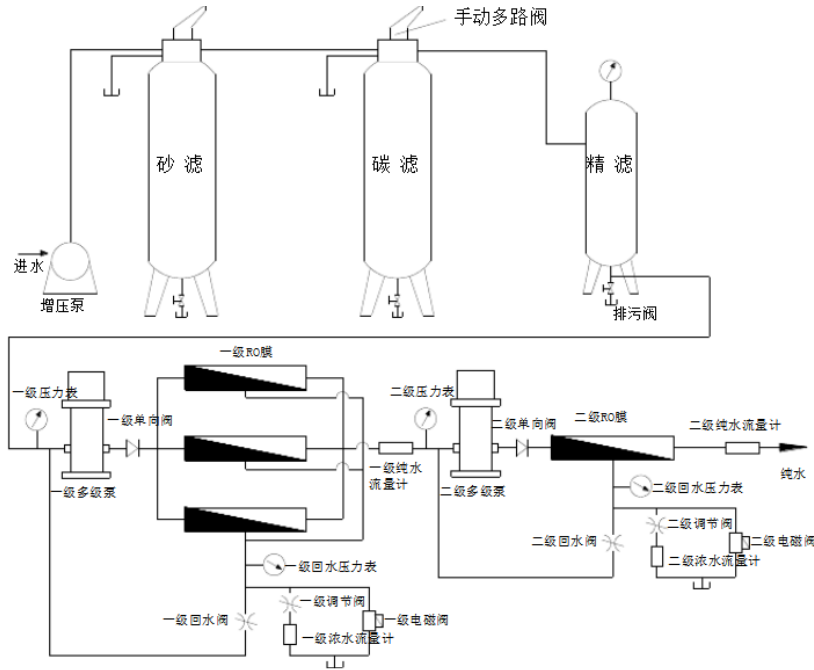 手动多路阀
砂 滤
碳 滤
精 滤
进水
增压泵
排污阀
一级RO膜
一级压力表
一级单向阀
二级压力表
二级单向阀
二级RO膜
二级纯水流量计
一级多级泵
一级纯水
流量计
二级多级泵
纯水
二级回水压力表
二级回水阀
二级调节阀
二级电磁阀
二级浓水流量计
一级回水压力表
一级回水阀
一级调节阀
一级电磁阀
一级浓水流量计